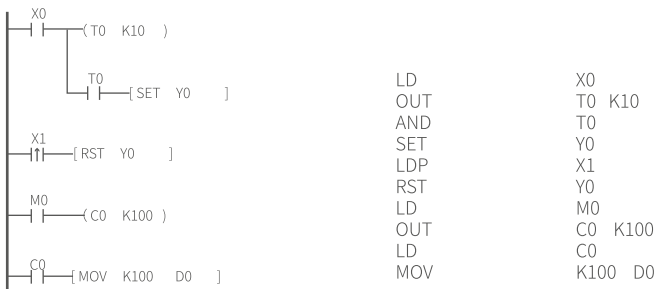 X0
(T0 K10 )
T0
[SET Y0 ]
X1
[RST Y0 ]
M0
(C0 K100 )
C0
[MOV K100 D0 ]
LD X0
OUT T0 K10
AND T0
SET Y0
LDP X1
RST Y0
LD M0
OUT C0 K100
LD C0
MOV K100 D0